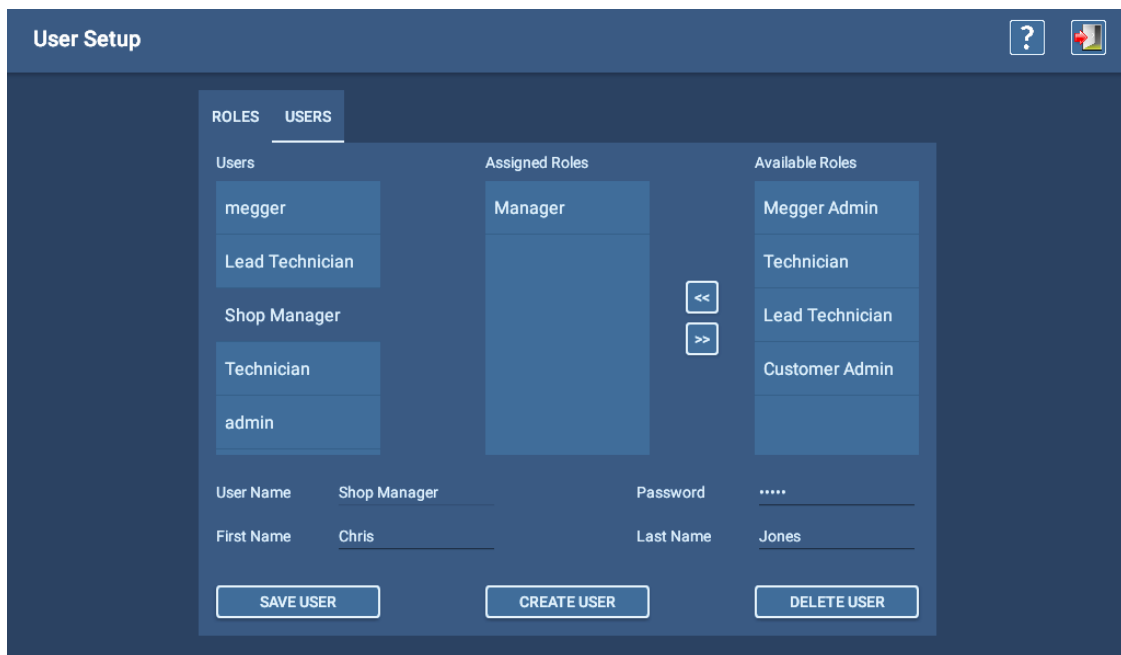 User Setup ?
ROLES USERS
Users Assigned Roles Available Roles
megger Manager Megger Admin
Lead Technician Technician
<<
Shop Manager Lead Technician
>>
Technician Customer Admin
admin
User Name Shop Manager Password •••••
First Name Chris Last Name Jones
SAVE USER CREATE USER DELETE USER